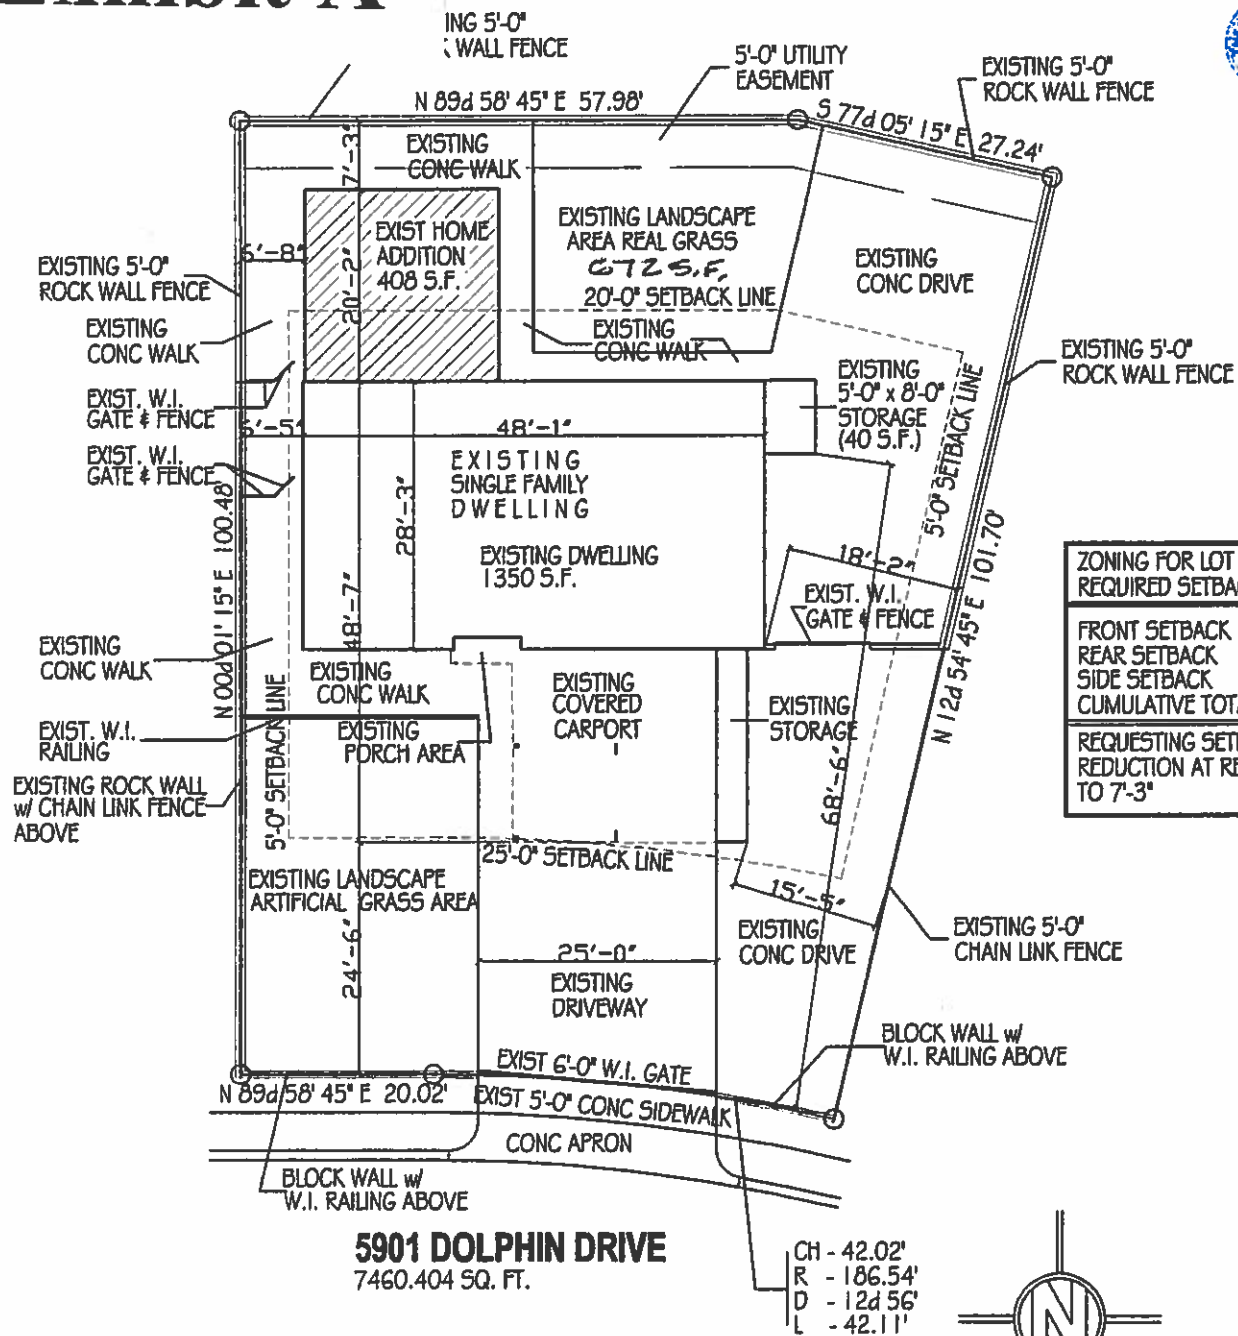 Exhibit A
ING 5'-0"
WALL FENCE
5'-0" UTILITY
EASEMENT
EXISTING 5'-0"
ROCK WALL FENCE
N 89d 58' 45" E 57.98'
S 77d 05' 15" E 27.24'
EXISTING
CONC WALK
7'-3"
EXIST HOME
ADDITION
408 S.F.
EXISTING LANDSCAPE
AREA REAL GRASS
672 S.F.
20'-0" SETBACK LINE
EXISTING
CONC DRIVE
6'-8"
20'-2"
EXISTING 5'-0"
ROCK WALL FENCE
EXISTING
CONC WALK
EXISTING
CONC WALK
EXISTING 5'-0"
ROCK WALL FENCE
EXISTING
5'-0" x 8'-0"
STORAGE
(40 S.F.)
5'-0" SETBACK LINE
EXIST. W.I.
GATE & FENCE
6'-5"
48'-1"
EXIST. W.I.
GATE & FENCE
EXISTING
SINGLE FAMILY
DWELLING
28'-3"
EXISTING DWELLING
1350 S.F.
N 00d 01' 15" E 100.48'
18'-2"
EXIST. W.I.
GATE & FENCE
N 12d 54' 45" E 101.70'
ZONING FOR LOT
REQUIRED SETBA
FRONT SETBACK
REAR SETBACK
SIDE SETBACK
CUMULATIVE TOT
REQUESTING SET
REDUCTION AT RE
TO 7'-3"
48'-7"
EXISTING
CONC WALK
EXISTING
CONC WALK
EXISTING
COVERED
CARPORT
EXISTING
STORAGE
EXIST. W.I.
RAILING
EXISTING
PORCH AREA
5'-0" SETBACK LINE
68'-6"
EXISTING ROCK WALL
w/ CHAIN LINK FENCE
ABOVE
25'-0" SETBACK LINE
EXISTING LANDSCAPE
ARTIFICIAL GRASS AREA
15'-5"
24'-6"
25'-0"
EXISTING
DRIVEWAY
EXISTING
CONC DRIVE
EXISTING 5'-0"
CHAIN LINK FENCE
BLOCK WALL w/
W.I. RAILING ABOVE
EXIST 6'-0" W.I. GATE
N 89d 58' 45" E 20.02'
EXIST 5'-0" CONC SIDEWALK
CONC APRON
BLOCK WALL w/
W.I. RAILING ABOVE
5901 DOLPHIN DRIVE
7460.404 SQ. FT.
CH - 42.02'
R - 186.54'
D - 12d 56'
L - 42.11'
N